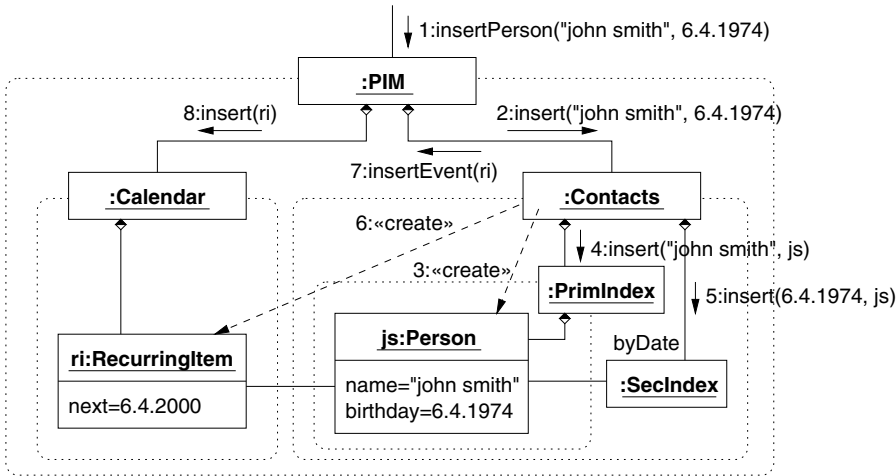 1:insertPerson("john smith", 6.4.1974)
:PIM
8:insert(ri)
2:insert("john smith", 6.4.1974)
7:insertEvent(ri)
:Calendar
:Contacts
6:«create»
3:«create»
4:insert("john smith", js)
:PrimIndex
5:insert(6.4.1974, js)
ri:RecurringItem
next=6.4.2000
js:Person
name="john smith"
birthday=6.4.1974
byDate
:SecIndex